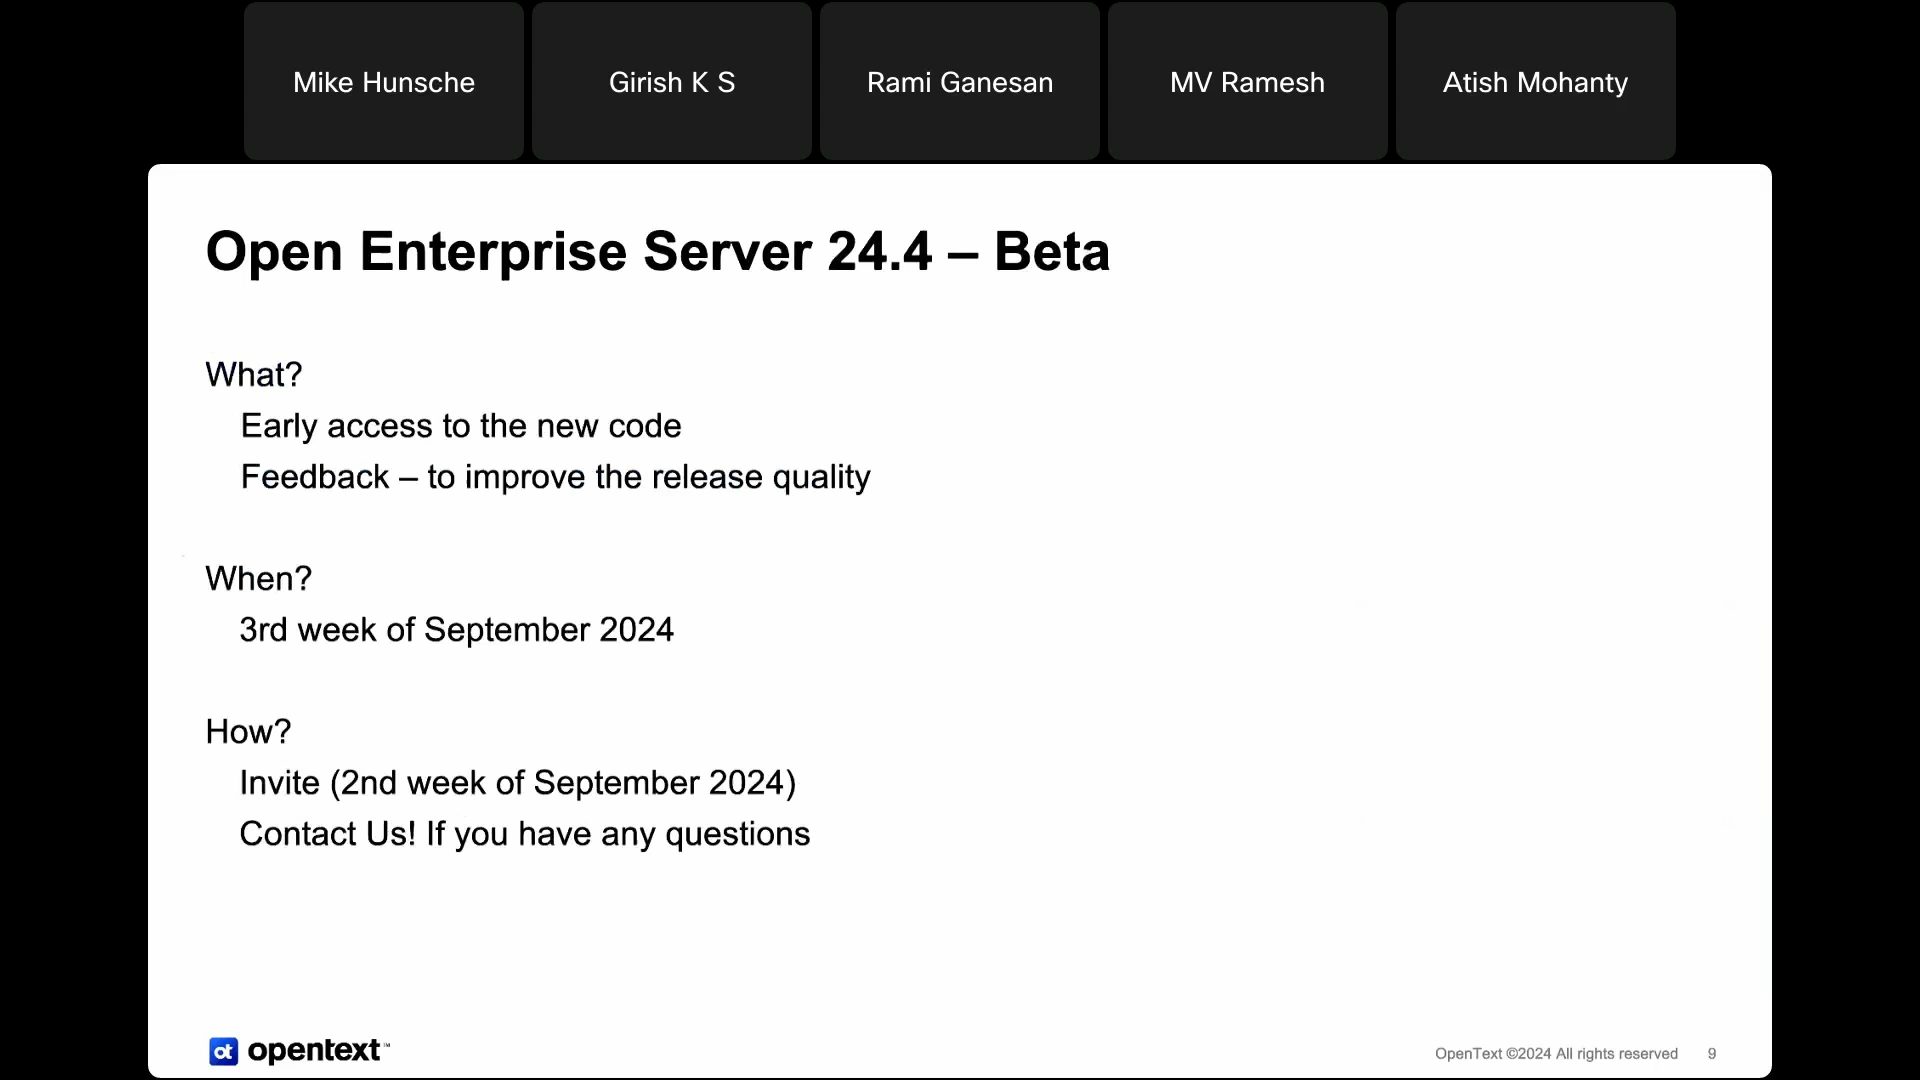 Mike Hunsche
Girish K S
Rami Ganesan
MV Ramesh
Atish Mohanty
Open Enterprise Server 24.4 – Beta
What?
Early access to the new code
Feedback – to improve the release quality
When?
3rd week of September 2024
How?
Invite (2nd week of September 2024)
Contact Us! If you have any questions
ot opentext™
OpenText ©2024 All rights reserved 9